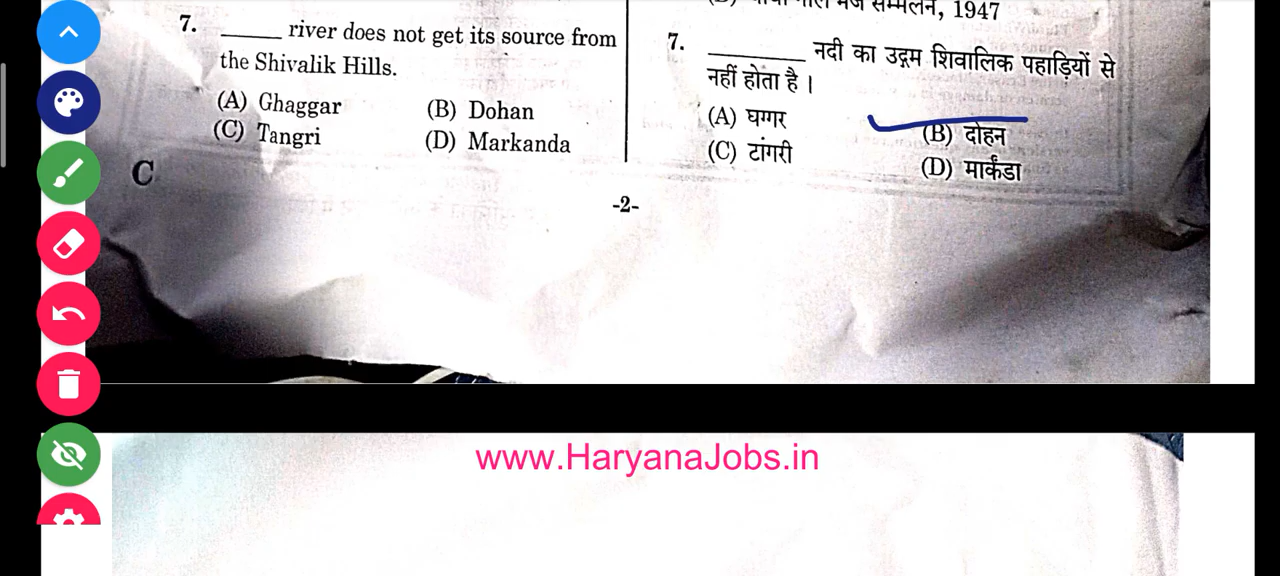 7. _____ river does not get its source from
the Shivalik Hills.
(A) Ghaggar (B) Dohan
(C) Tangri (D) Markanda
C
सम्मेलन, 1947
7. _____ नदी का उद्गम शिवालिक पहाड़ियों से
नहीं होता है।
(A) घग्गर (B) दोहन
(C) टांगरी (D) मार्कंडा
-2-
www.HaryanaJobs.in